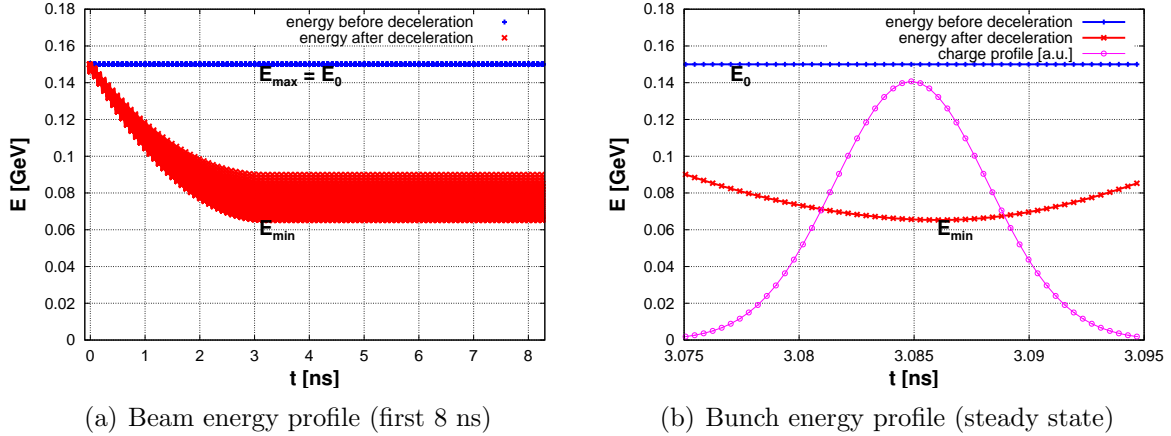 energy before deceleration
energy after deceleration
E_max = E_0
E_min
E [GeV]
0.18
0.16
0.14
0.12
0.1
0.08
0.06
0.04
0.02
0
0 1 2 3 4 5 6 7 8
t [ns]
(a) Beam energy profile (first 8 ns)
energy before deceleration
energy after deceleration
charge profile [a.u.]
E_0
E_min
E [GeV]
0.18
0.16
0.14
0.12
0.1
0.08
0.06
0.04
0.02
0
3.075 3.08 3.085 3.09 3.095
t [ns]
(b) Bunch energy profile (steady state)